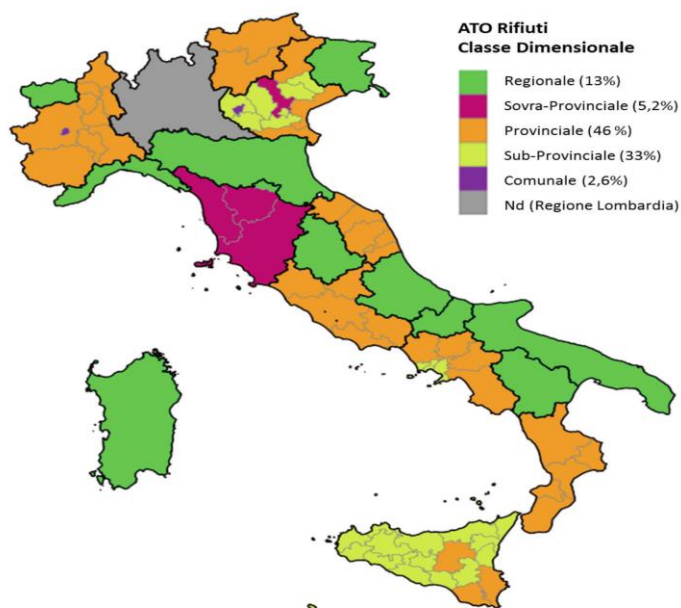 ATO Rifiuti
Classe Dimensionale
Regionale (13%)
Sovra-Provinciale (5,2%)
Provinciale (46 %)
Sub-Provinciale (33%)
Comunale (2,6%)
Nd (Regione Lombardia)